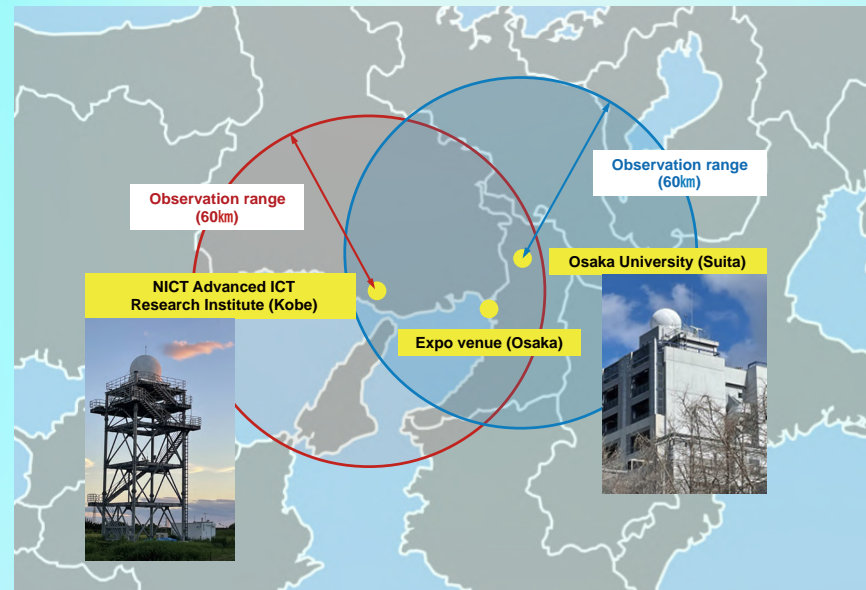 Observation range
(60㎞)
Observation range
(60㎞)
NICT Advanced ICT
Research Institute (Kobe)
Osaka University (Suita)
Expo venue (Osaka)